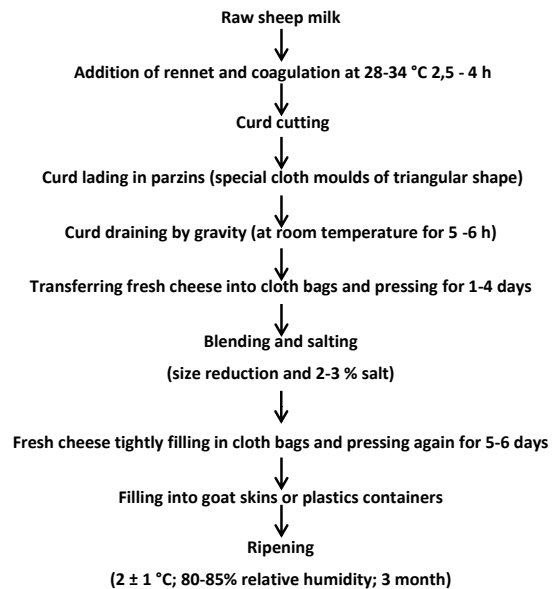 Raw sheep milk
Addition of rennet and coagulation at 28-34 °C 2,5 - 4 h
Curd cutting
Curd lading in parzins (special cloth moulds of triangular shape)
Curd draining by gravity (at room temperature for 5 -6 h)
Transferring fresh cheese into cloth bags and pressing for 1-4 days
Blending and salting
(size reduction and 2-3 % salt)
Fresh cheese tightly filling in cloth bags and pressing again for 5-6 days
Filling into goat skins or plastics containers
Ripening
(2 ± 1 °C; 80-85% relative humidity; 3 month)